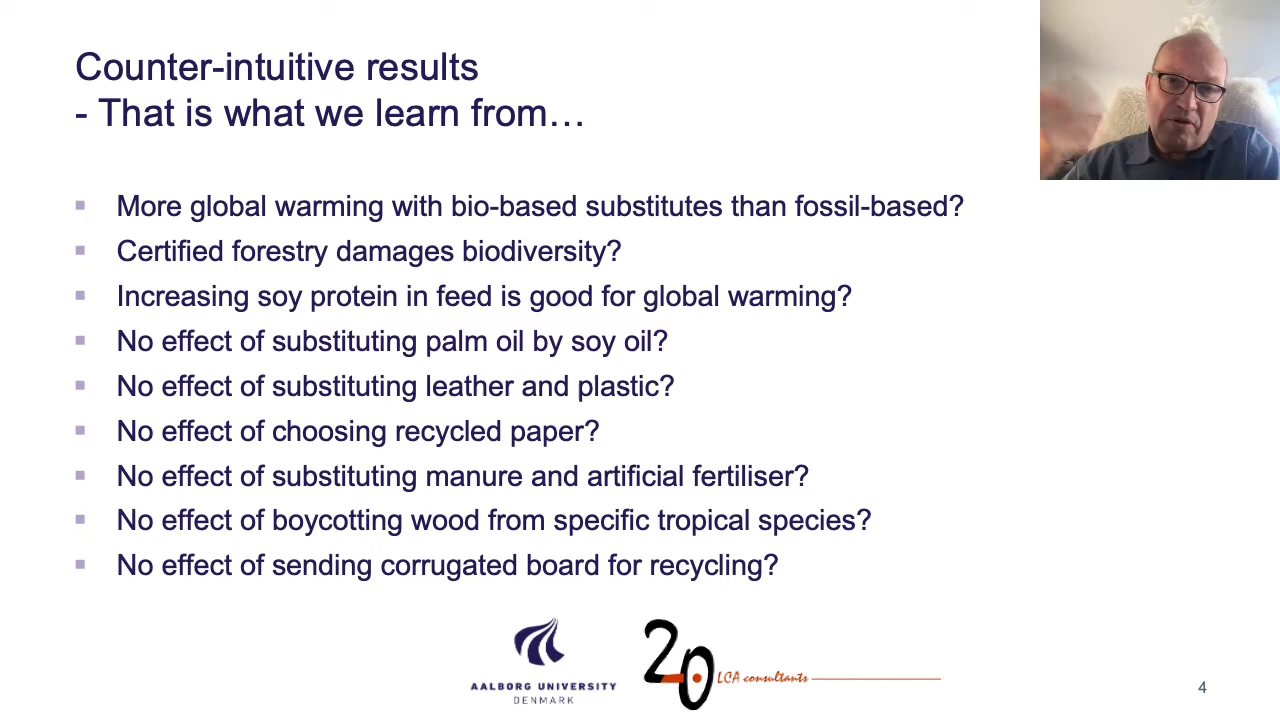 Counter-intuitive results
- That is what we learn from…
▪ More global warming with bio-based substitutes than fossil-based?
▪ Certified forestry damages biodiversity?
▪ Increasing soy protein in feed is good for global warming?
▪ No effect of substituting palm oil by soy oil?
▪ No effect of substituting leather and plastic?
▪ No effect of choosing recycled paper?
▪ No effect of substituting manure and artificial fertiliser?
▪ No effect of boycotting wood from specific tropical species?
▪ No effect of sending corrugated board for recycling?
AALBORG UNIVERSITY
DENMARK
2.0 LCA consultants
4